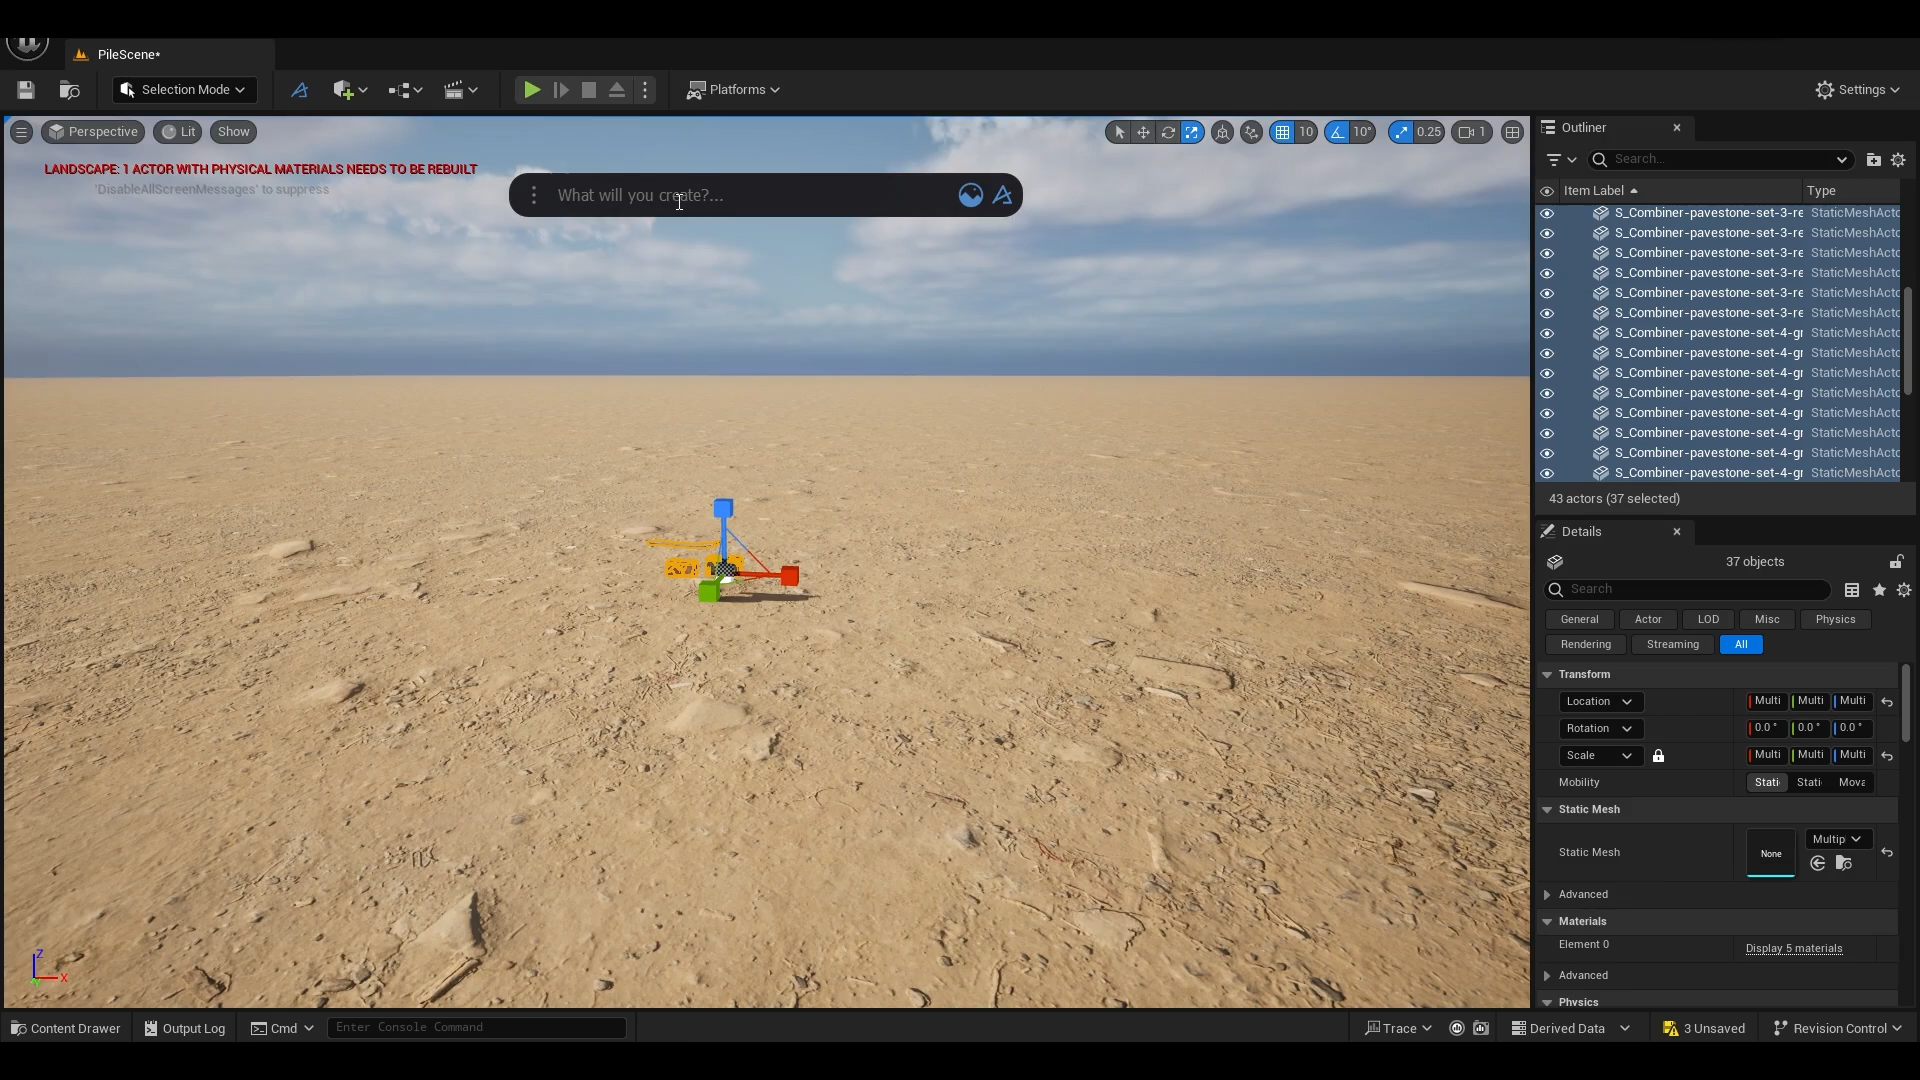 PileScene*
Selection Mode
Platforms
Settings
Perspective
Lit
Show
10
10°
0.25
1
LANDSCAPE: 1 ACTOR WITH PHYSICAL MATERIALS NEEDS TO BE REBUILT
'DisableAllScreenMessages' to suppress
What will you create?...
Outliner
Search...
Item Label
Type
S_Combiner-pavestone-set-3-re StaticMeshActo
S_Combiner-pavestone-set-3-re StaticMeshActo
S_Combiner-pavestone-set-3-re StaticMeshActo
S_Combiner-pavestone-set-3-re StaticMeshActo
S_Combiner-pavestone-set-3-re StaticMeshActo
S_Combiner-pavestone-set-3-re StaticMeshActo
S_Combiner-pavestone-set-4-gr StaticMeshActo
S_Combiner-pavestone-set-4-gr StaticMeshActo
S_Combiner-pavestone-set-4-gr StaticMeshActo
S_Combiner-pavestone-set-4-gr StaticMeshActo
S_Combiner-pavestone-set-4-gr StaticMeshActo
S_Combiner-pavestone-set-4-gr StaticMeshActo
S_Combiner-pavestone-set-4-gr StaticMeshActo
S_Combiner-pavestone-set-4-gr StaticMeshActo
43 actors (37 selected)
Details
37 objects
Search
General
Actor
LOD
Misc
Physics
Rendering
Streaming
All
Transform
Location
Multi Multi Multi
Rotation
0.0° 0.0° 0.0°
Scale
Multi Multi Multi
Mobility
Stati Stati Mova
Static Mesh
Static Mesh
None
Multip
Advanced
Materials
Element 0
Display 5 materials
Advanced
Physics
Z
X
Y
Content Drawer
Output Log
Cmd
Enter Console Command
Trace
Derived Data
3 Unsaved
Revision Control